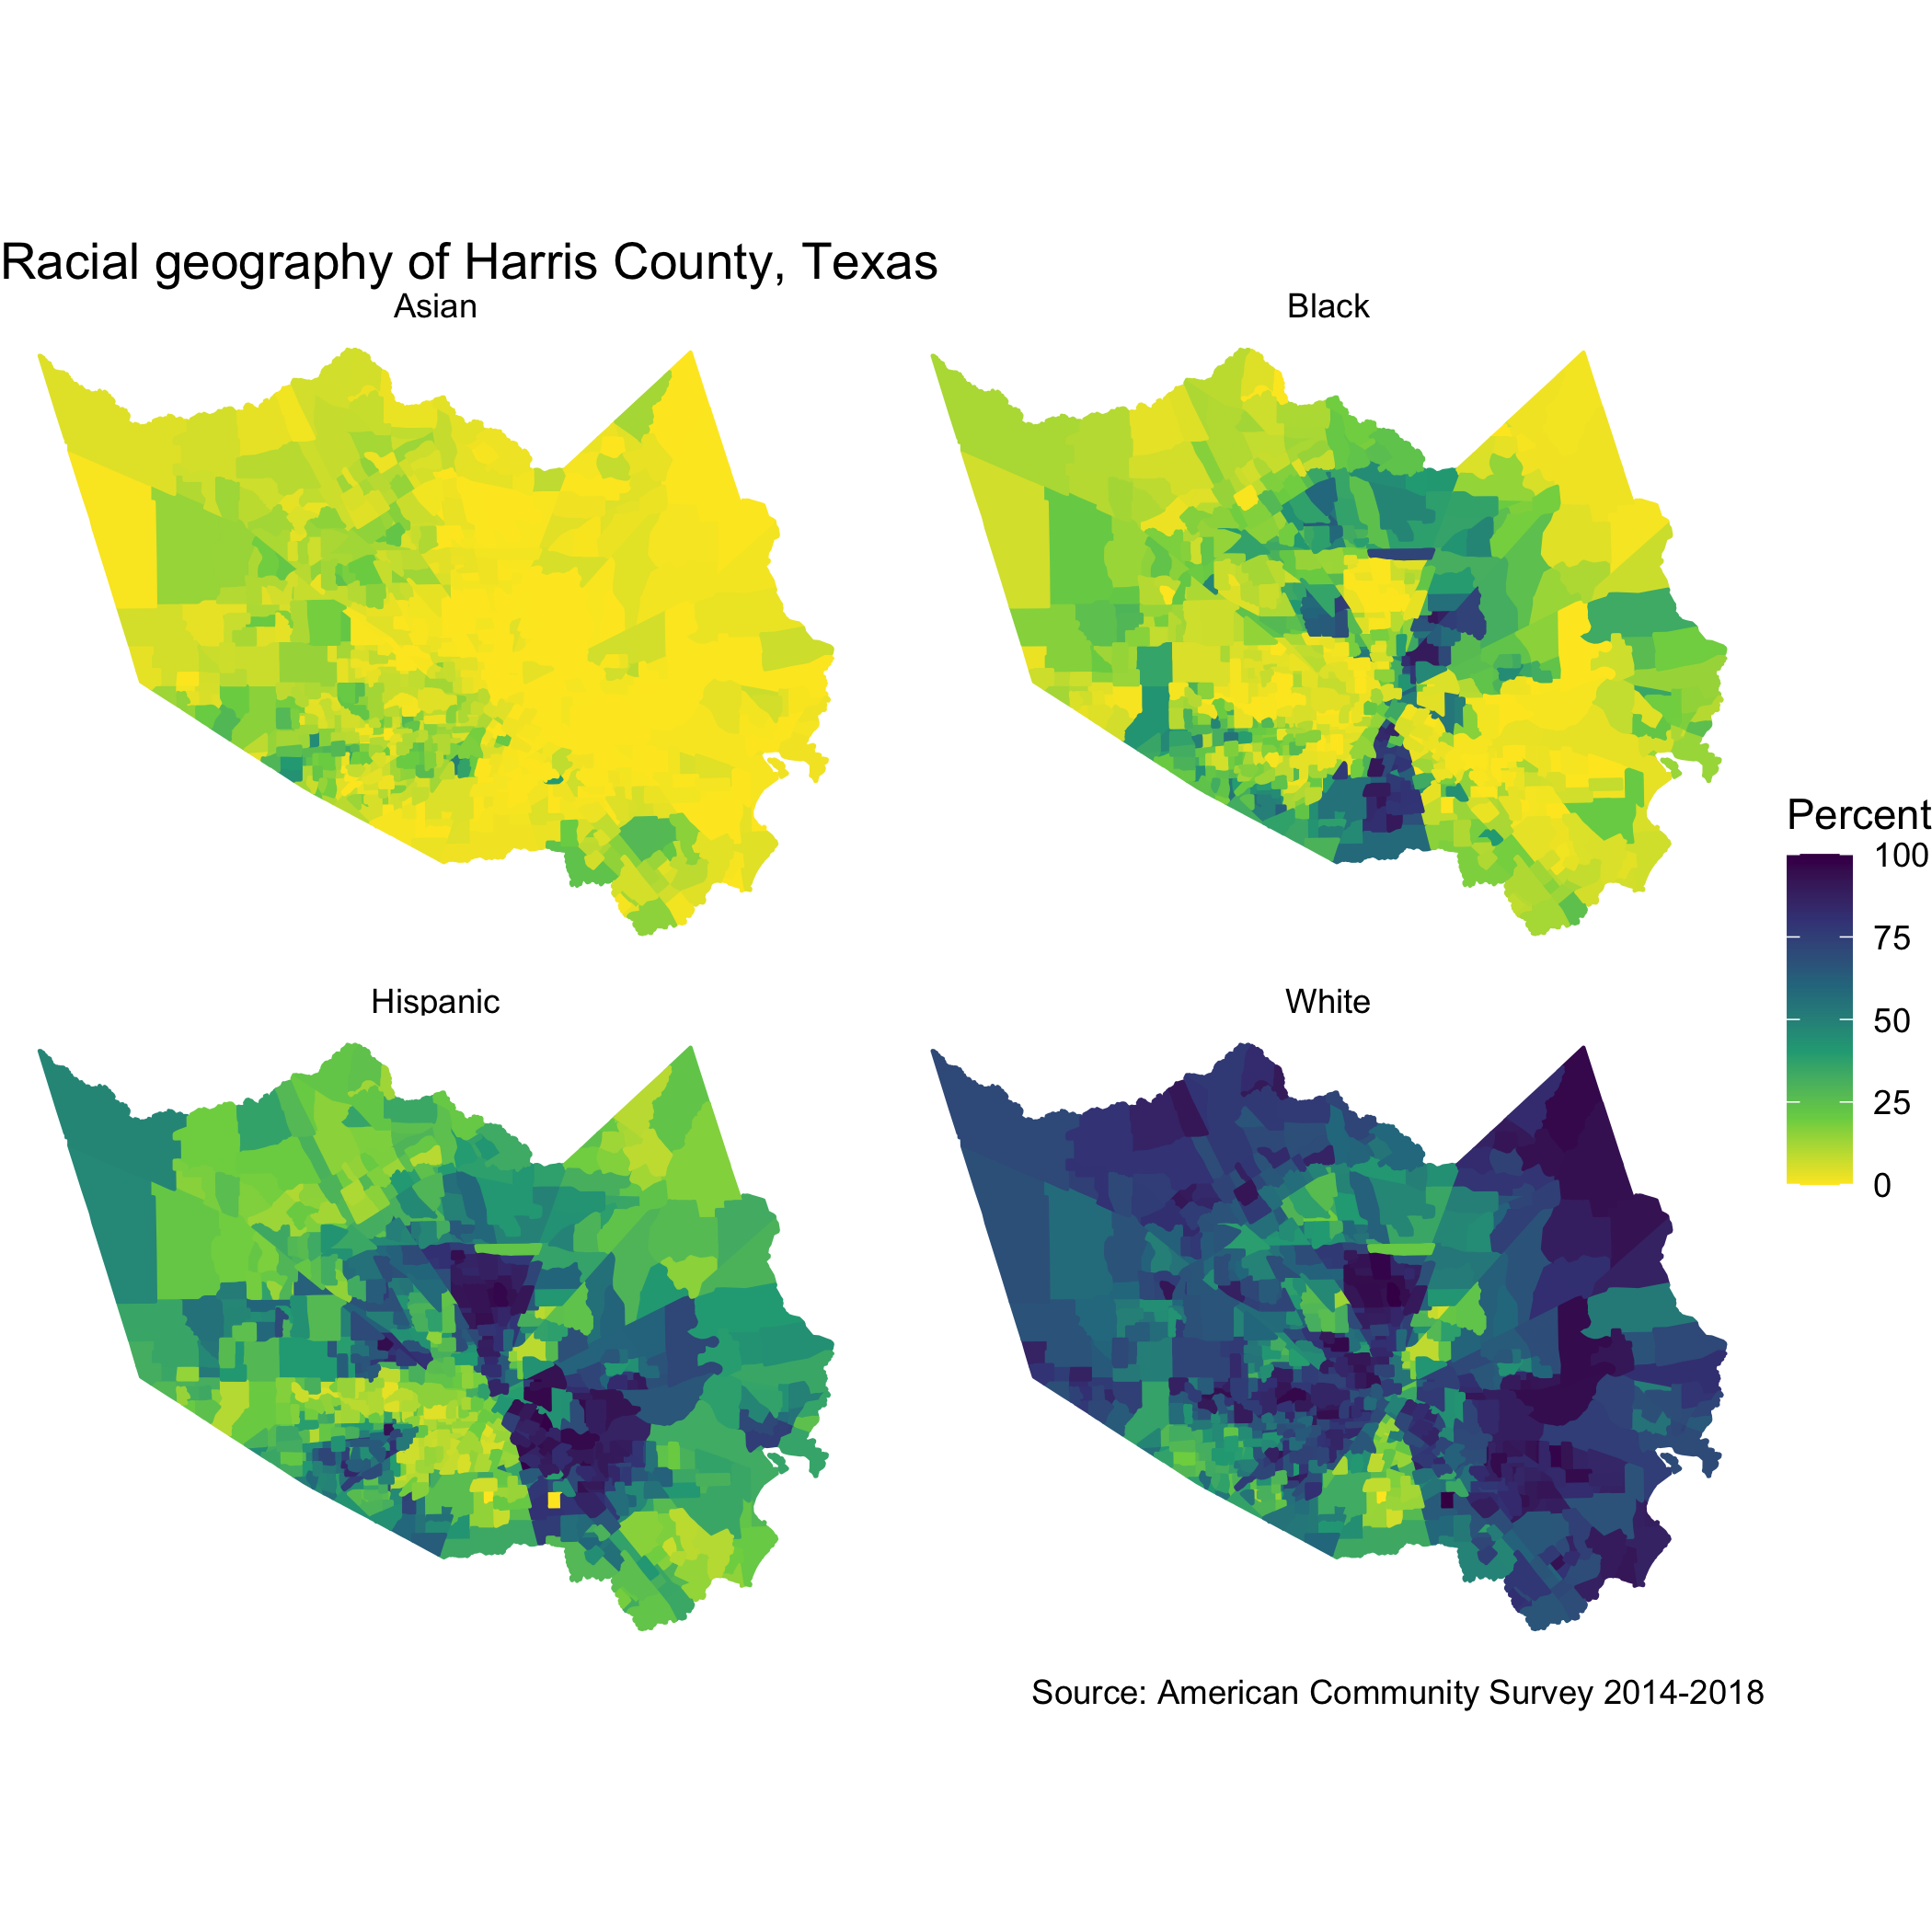 Racial geography of Harris County, Texas
Asian
Black
Hispanic
White
Percent
100
75
50
25
0
Source: American Community Survey 2014-2018